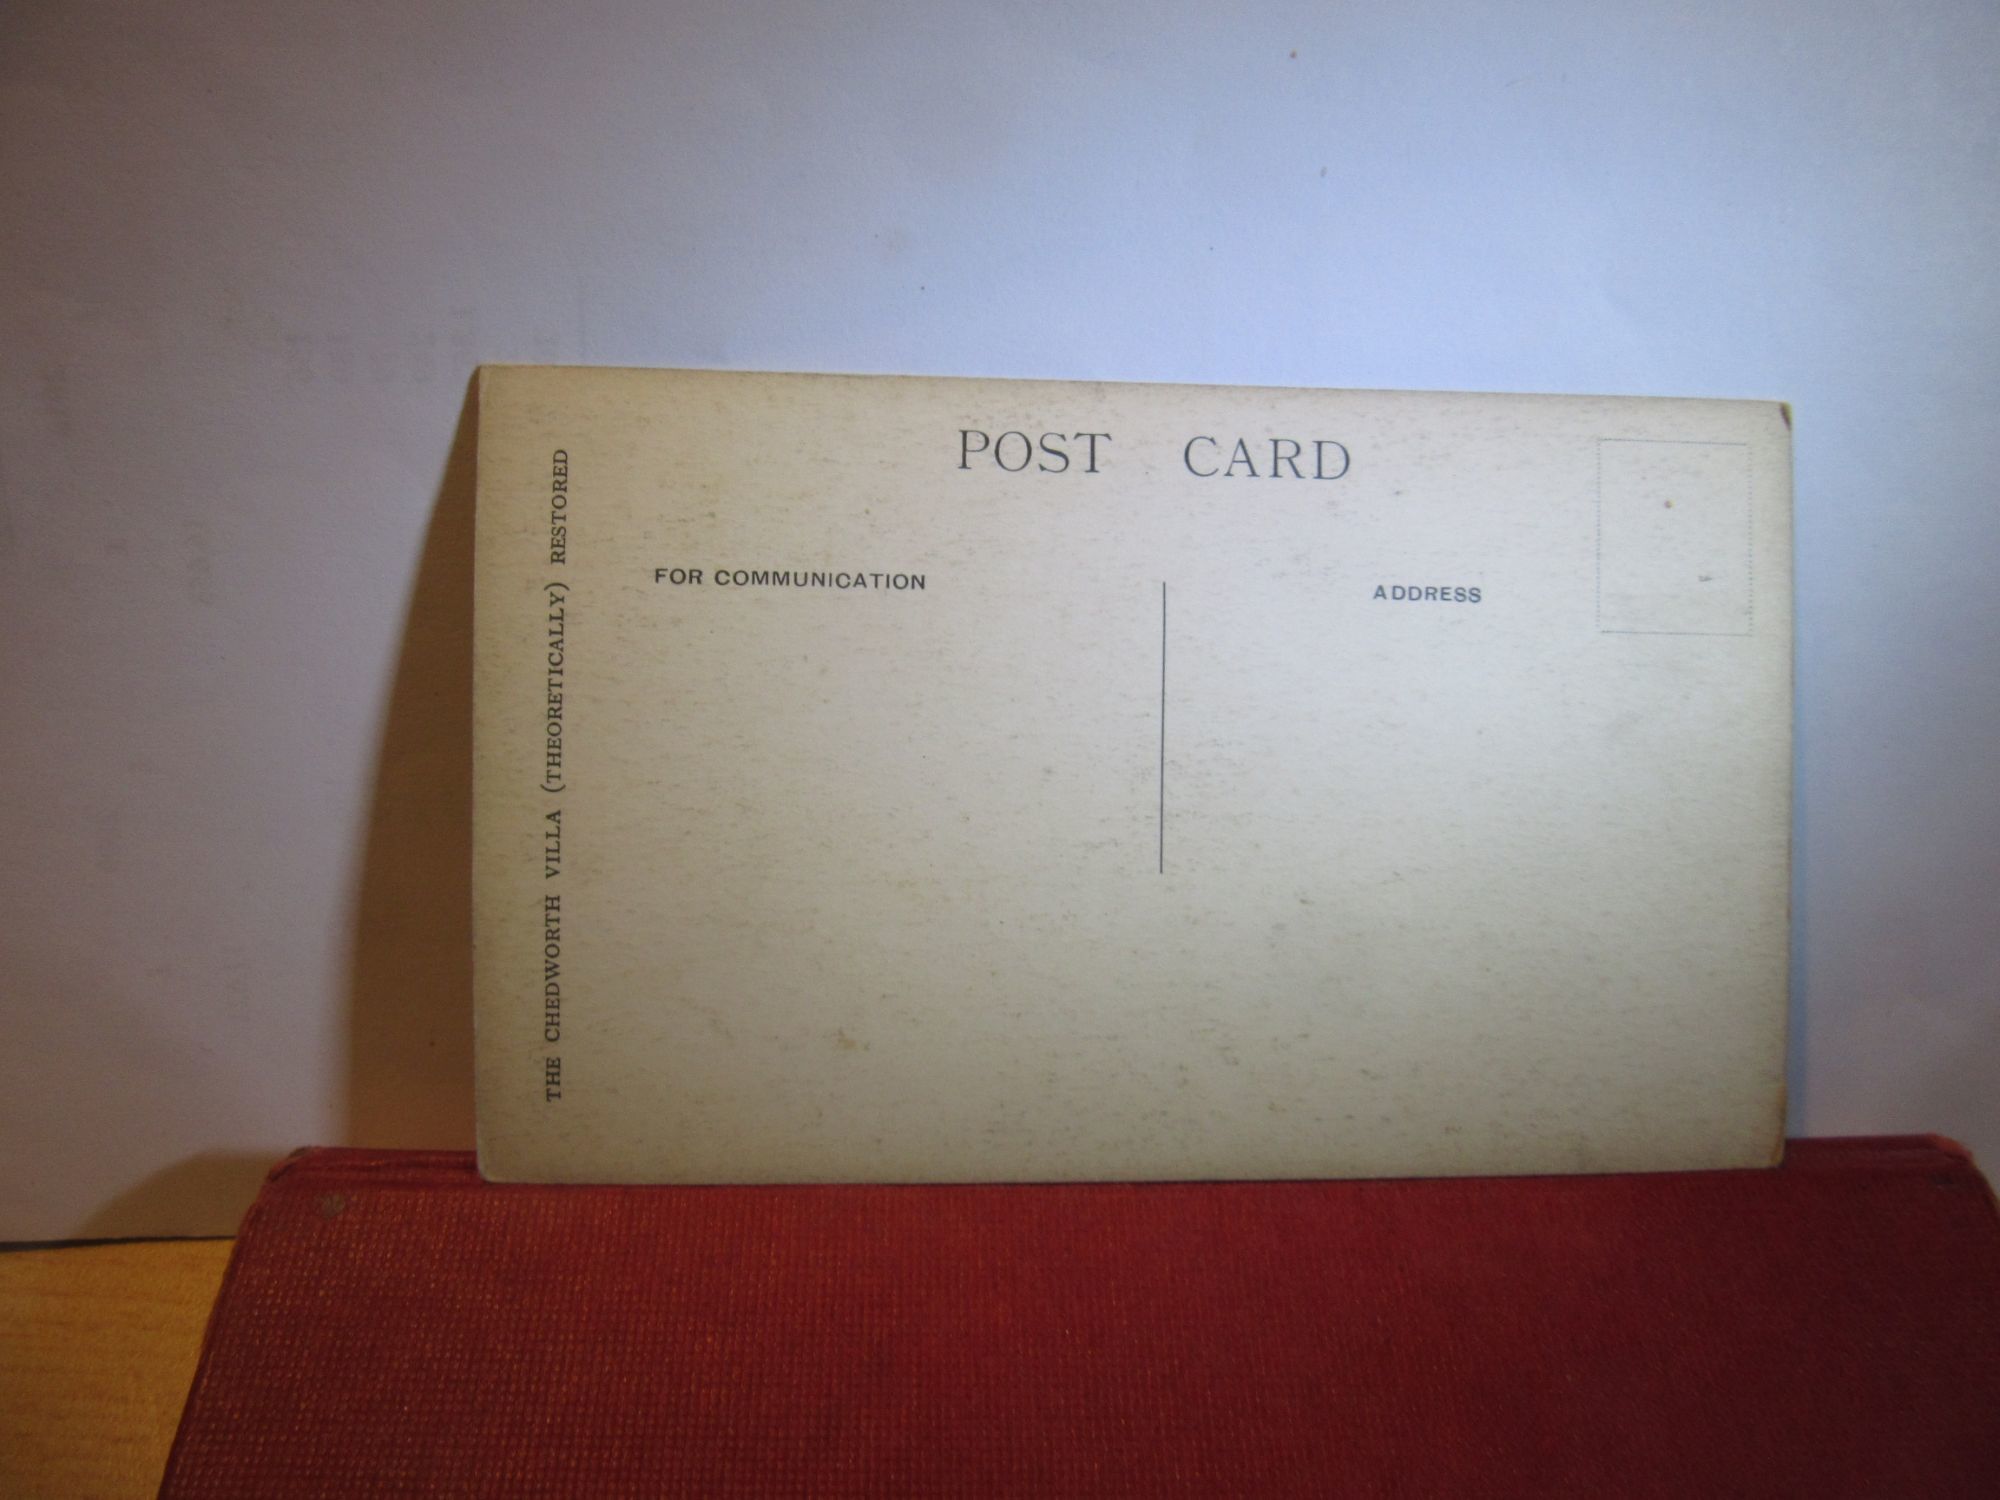 POST CARD
FOR COMMUNICATION
ADDRESS
THE CHEDWORTH VILLA (THEORETICALLY) RESTORED